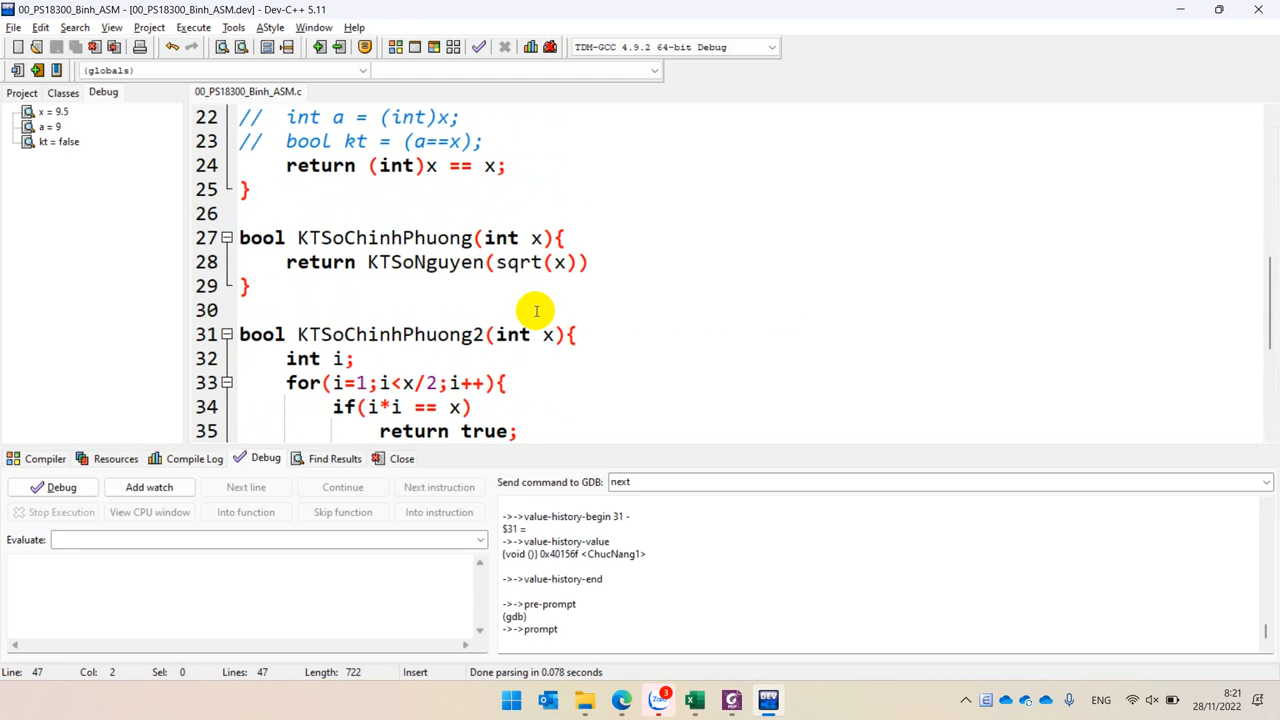 00_PS18300_Binh_ASM - [00_PS18300_Binh_ASM.dev] - Dev-C++ 5.11
File Edit Search View Project Execute Tools AStyle Window Help
TDM-GCC 4.9.2 64-bit Debug
(globals)
Project Classes Debug
00_PS18300_Binh_ASM.c
x = 9.5
a = 9
kt = false
22 // int a = (int)x;
23 // bool kt = (a==x);
24 return (int)x == x;
25 }
26
27 bool KTSoChinhPhuong(int x){
28 return KTSoNguyen(sqrt(x))
29 }
30
31 bool KTSoChinhPhuong2(int x){
32 int i;
33 for(i=1;i<x/2;i++){
34 if(i*i == x)
35 return true;
Compiler Resources Compile Log Debug Find Results Close
Debug Add watch Next line Continue Next instruction
Stop Execution View CPU window Into function Skip function Into instruction
Evaluate:
Send command to GDB: next
->->value-history-begin 31 -
$31 =
->->value-history-value
{void ()} 0x40156f <ChucNang1>
->->value-history-end
->->pre-prompt
(gdb)
->->prompt
Line: 47 Col: 2 Sel: 0 Lines: 47 Length: 722 Insert Done parsing in 0.078 seconds
3
ENG
8:21
28/11/2022